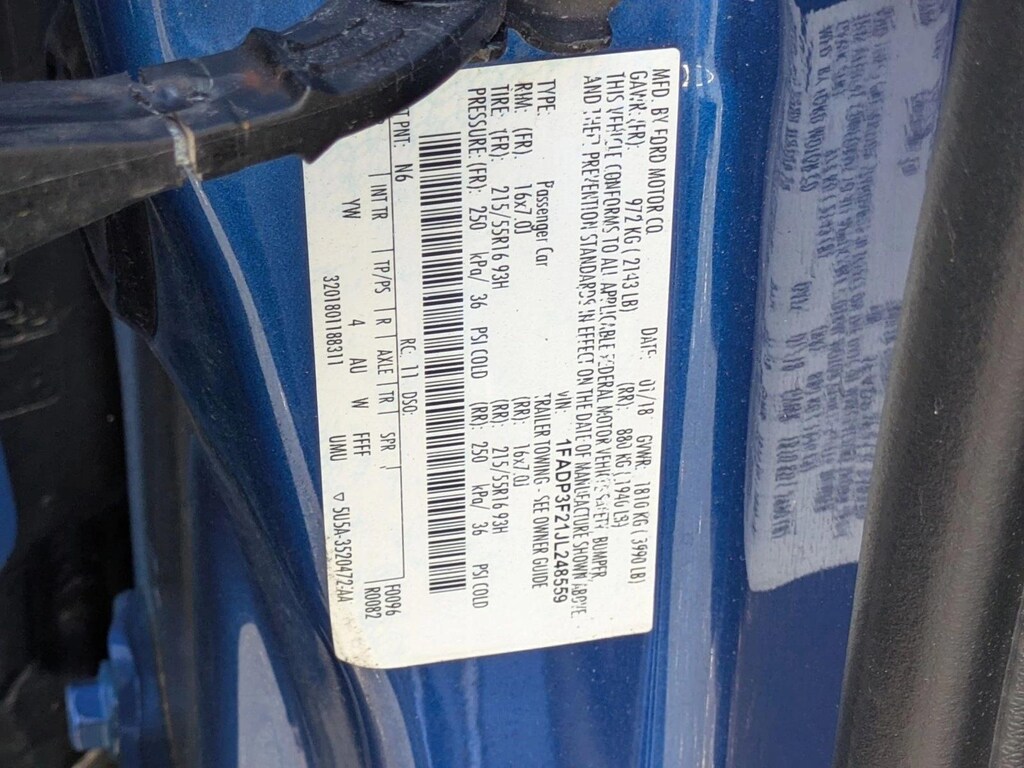 MFD. BY FORD MOTOR CO.
DATE: 01/18 GVWR: 1810 KG ( 3990 LB)
GAWR: (FR): 972 KG ( 2143 LB) (RR): 880 KG ( 1940 LB)
THIS VEHICLE CONFORMS TO ALL APPLICABLE FEDERAL MOTOR VEHICLE SAFETY, BUMPER,
AND THEFT PREVENTION STANDARDS IN EFFECT ON THE DATE OF MANUFACTURE SHOWN ABOVE.
VIN: 1FADP3F21JL248559
TYPE: Passenger Car TRAILER TOWING - SEE OWNER GUIDE
RIM: (FR): 16x7.0J (RR): 16x7.0J
TIRE: (FR): 215/55R16 93H (RR): 215/55R16 93H
PRESSURE: (FR): 250 kPa/ 36 PSI COLD (RR): 250 kPa/ 36 PSI COLD
F0096
R0082
TPNT: N6 RC: 11 DSO:
INT TR TP/PS R AXLE TR SPR
YW 4 AU W FFFF UMU
320180118831 1 ▽ 5U5A-3520472-AA